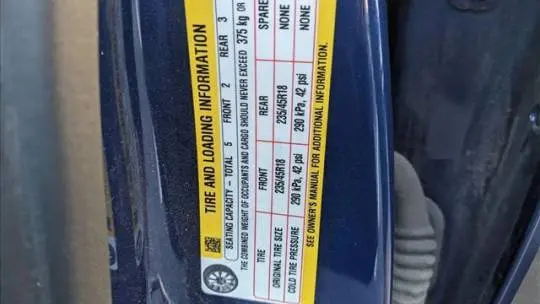 TIRE AND LOADING INFORMATION
SEATING CAPACITY – TOTAL 5 FRONT 2 REAR 3
THE COMBINED WEIGHT OF OCCUPANTS AND CARGO SHOULD NEVER EXCEED 375 kg OR
TIRE FRONT REAR SPARE
ORIGINAL TIRE SIZE 235/45R18 235/45R18 NONE
COLD TIRE PRESSURE 290 kPa, 42 psi 290 kPa, 42 psi NONE
SEE OWNER'S MANUAL FOR ADDITIONAL INFORMATION.